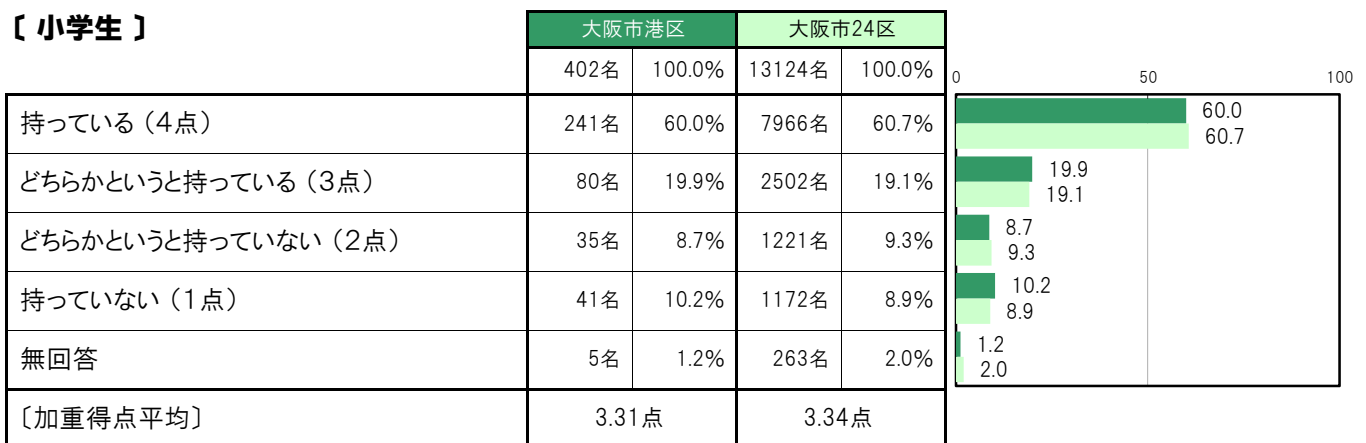 〔 小学生 〕
大阪市港区 大阪市24区
402名 100.0% 13124名 100.0%
0 50 100
持っている（4点） 241名 60.0% 7966名 60.7%
60.0
60.7
どちらかというと持っている（3点） 80名 19.9% 2502名 19.1%
19.9
19.1
どちらかというと持っていない（2点） 35名 8.7% 1221名 9.3%
8.7
9.3
持っていない（1点） 41名 10.2% 1172名 8.9%
10.2
8.9
無回答 5名 1.2% 263名 2.0%
1.2
2.0
〔加重得点平均〕 3.31点 3.34点